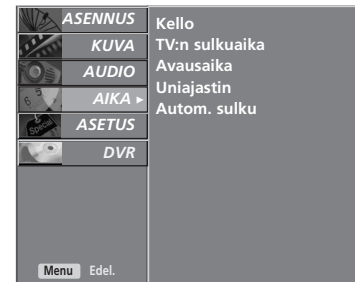 ASENNUS
KUVA
AUDIO
AIKA ▸
ASETUS
DVR
Kello
TV:n sulkuaika
Avausaika
Uniajastin
Autom. sulku
Menu Edel.